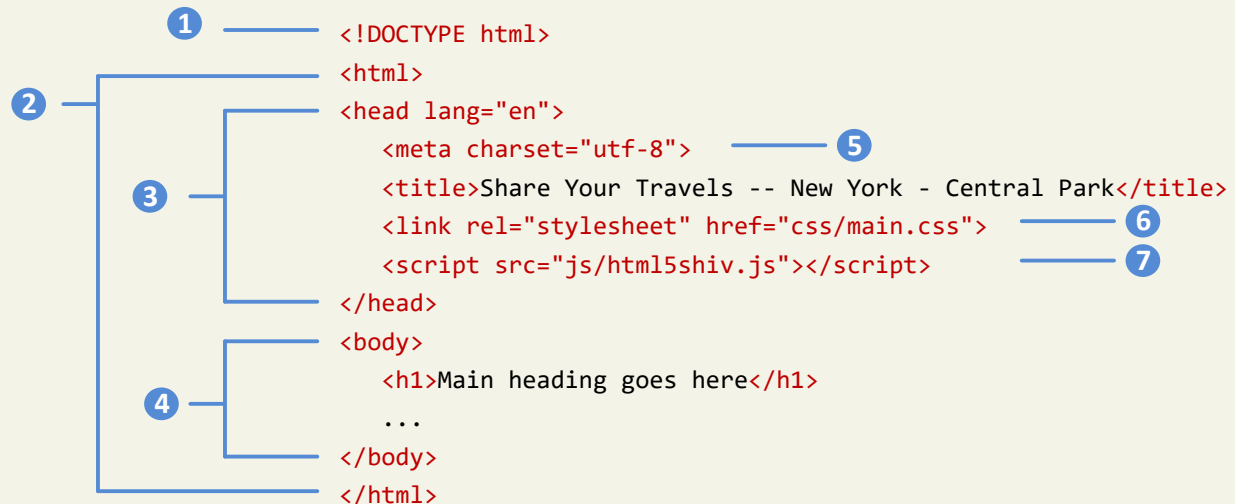 1 <!DOCTYPE html>
<html>
2 <head lang="en">
<meta charset="utf-8"> 5
3 <title>Share Your Travels -- New York - Central Park</title>
<link rel="stylesheet" href="css/main.css"> 6
<script src="js/html5shiv.js"></script> 7
</head>
<body>
<h1>Main heading goes here</h1>
4 ...
</body>
</html>